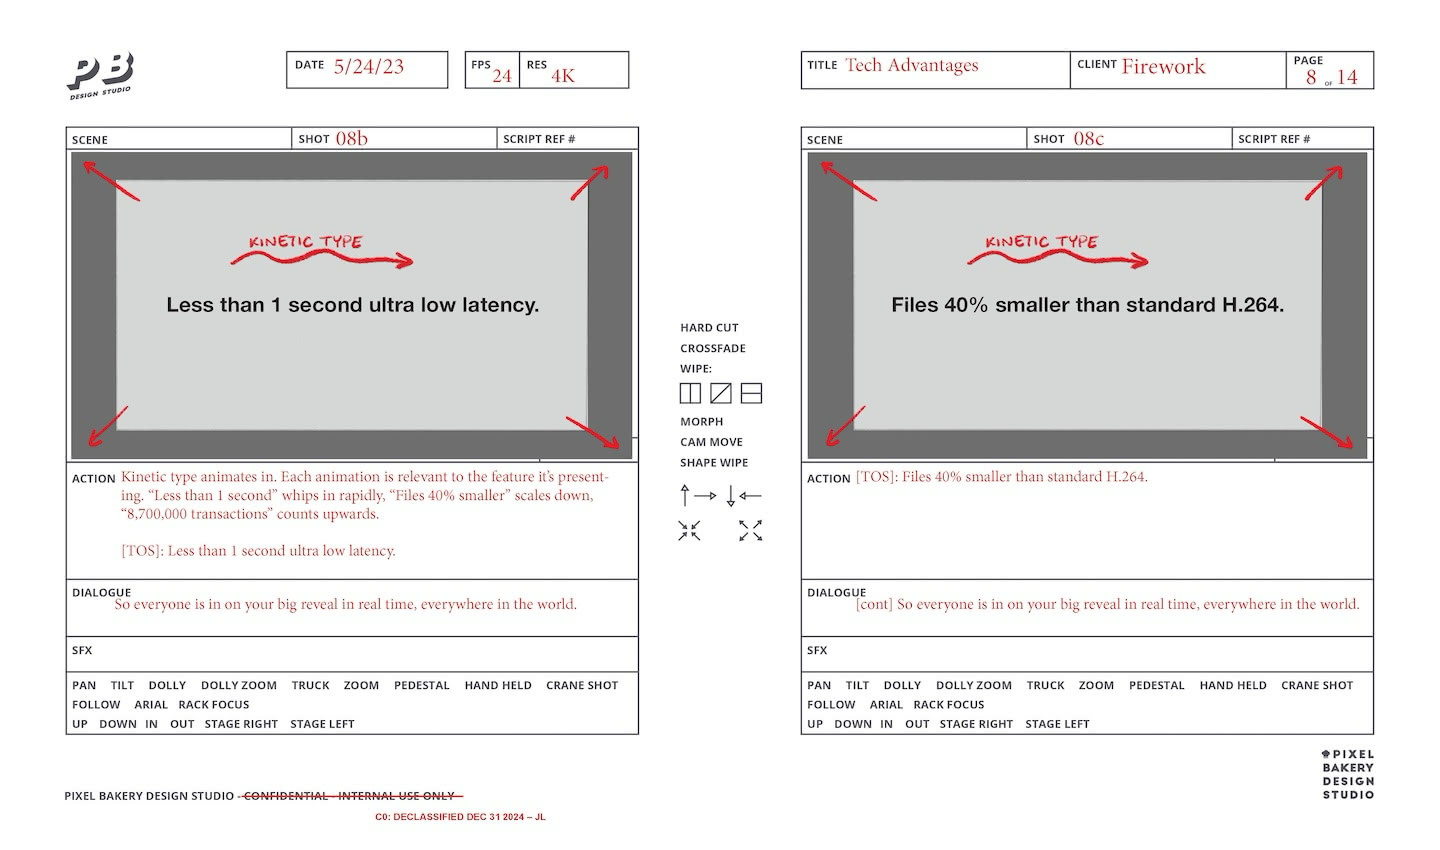 PB
DESIGN STUDIO
DATE 5/24/23
FPS 24
RES 4K
TITLE Tech Advantages
CLIENT Firework
PAGE 8 OF 14
SCENE
SHOT 08b
SCRIPT REF #
KINETIC TYPE
Less than 1 second ultra low latency.
ACTION Kinetic type animates in. Each animation is relevant to the feature it's present-
ing. “Less than 1 second” whips in rapidly, “Files 40% smaller” scales down,
“8,700,000 transactions” counts upwards.
[TOS]: Less than 1 second ultra low latency.
DIALOGUE
So everyone is in on your big reveal in real time, everywhere in the world.
SFX
PAN TILT DOLLY DOLLY ZOOM TRUCK ZOOM PEDESTAL HAND HELD CRANE SHOT
FOLLOW ARIAL RACK FOCUS
UP DOWN IN OUT STAGE RIGHT STAGE LEFT
HARD CUT
CROSSFADE
WIPE:
MORPH
CAM MOVE
SHAPE WIPE
SCENE
SHOT 08c
SCRIPT REF #
KINETIC TYPE
Files 40% smaller than standard H.264.
ACTION [TOS]: Files 40% smaller than standard H.264.
DIALOGUE
[cont] So everyone is in on your big reveal in real time, everywhere in the world.
SFX
PAN TILT DOLLY DOLLY ZOOM TRUCK ZOOM PEDESTAL HAND HELD CRANE SHOT
FOLLOW ARIAL RACK FOCUS
UP DOWN IN OUT STAGE RIGHT STAGE LEFT
PIXEL BAKERY DESIGN STUDIO - CONFIDENTIAL - INTERNAL USE ONLY
C0: DECLASSIFIED DEC 31 2024 – JL
PIXEL
BAKERY
DESIGN
STUDIO